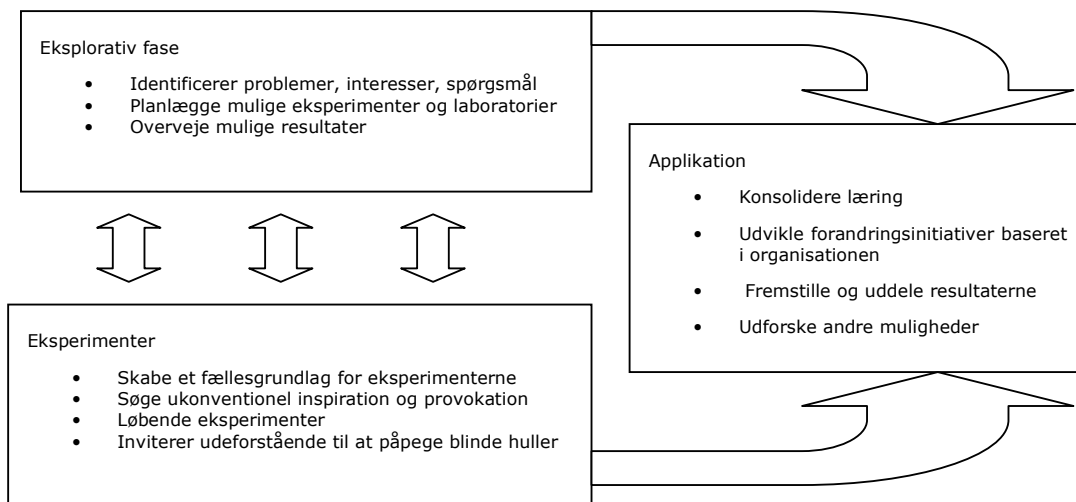 Eksplorativ fase
• Identificerer problemer, interesser, spørgsmål
• Planlægge mulige eksperimenter og laboratorier
• Overveje mulige resultater
Applikation
• Konsolidere læring
• Udvikle forandringsinitiativer baseret
i organisationen
• Fremstille og uddele resultaterne
• Udforske andre muligheder
Eksperimenter
• Skabe et fællesgrundlag for eksperimenterne
• Søge ukonventionel inspiration og provokation
• Løbende eksperimenter
• Inviterer udeforstående til at påpege blinde huller